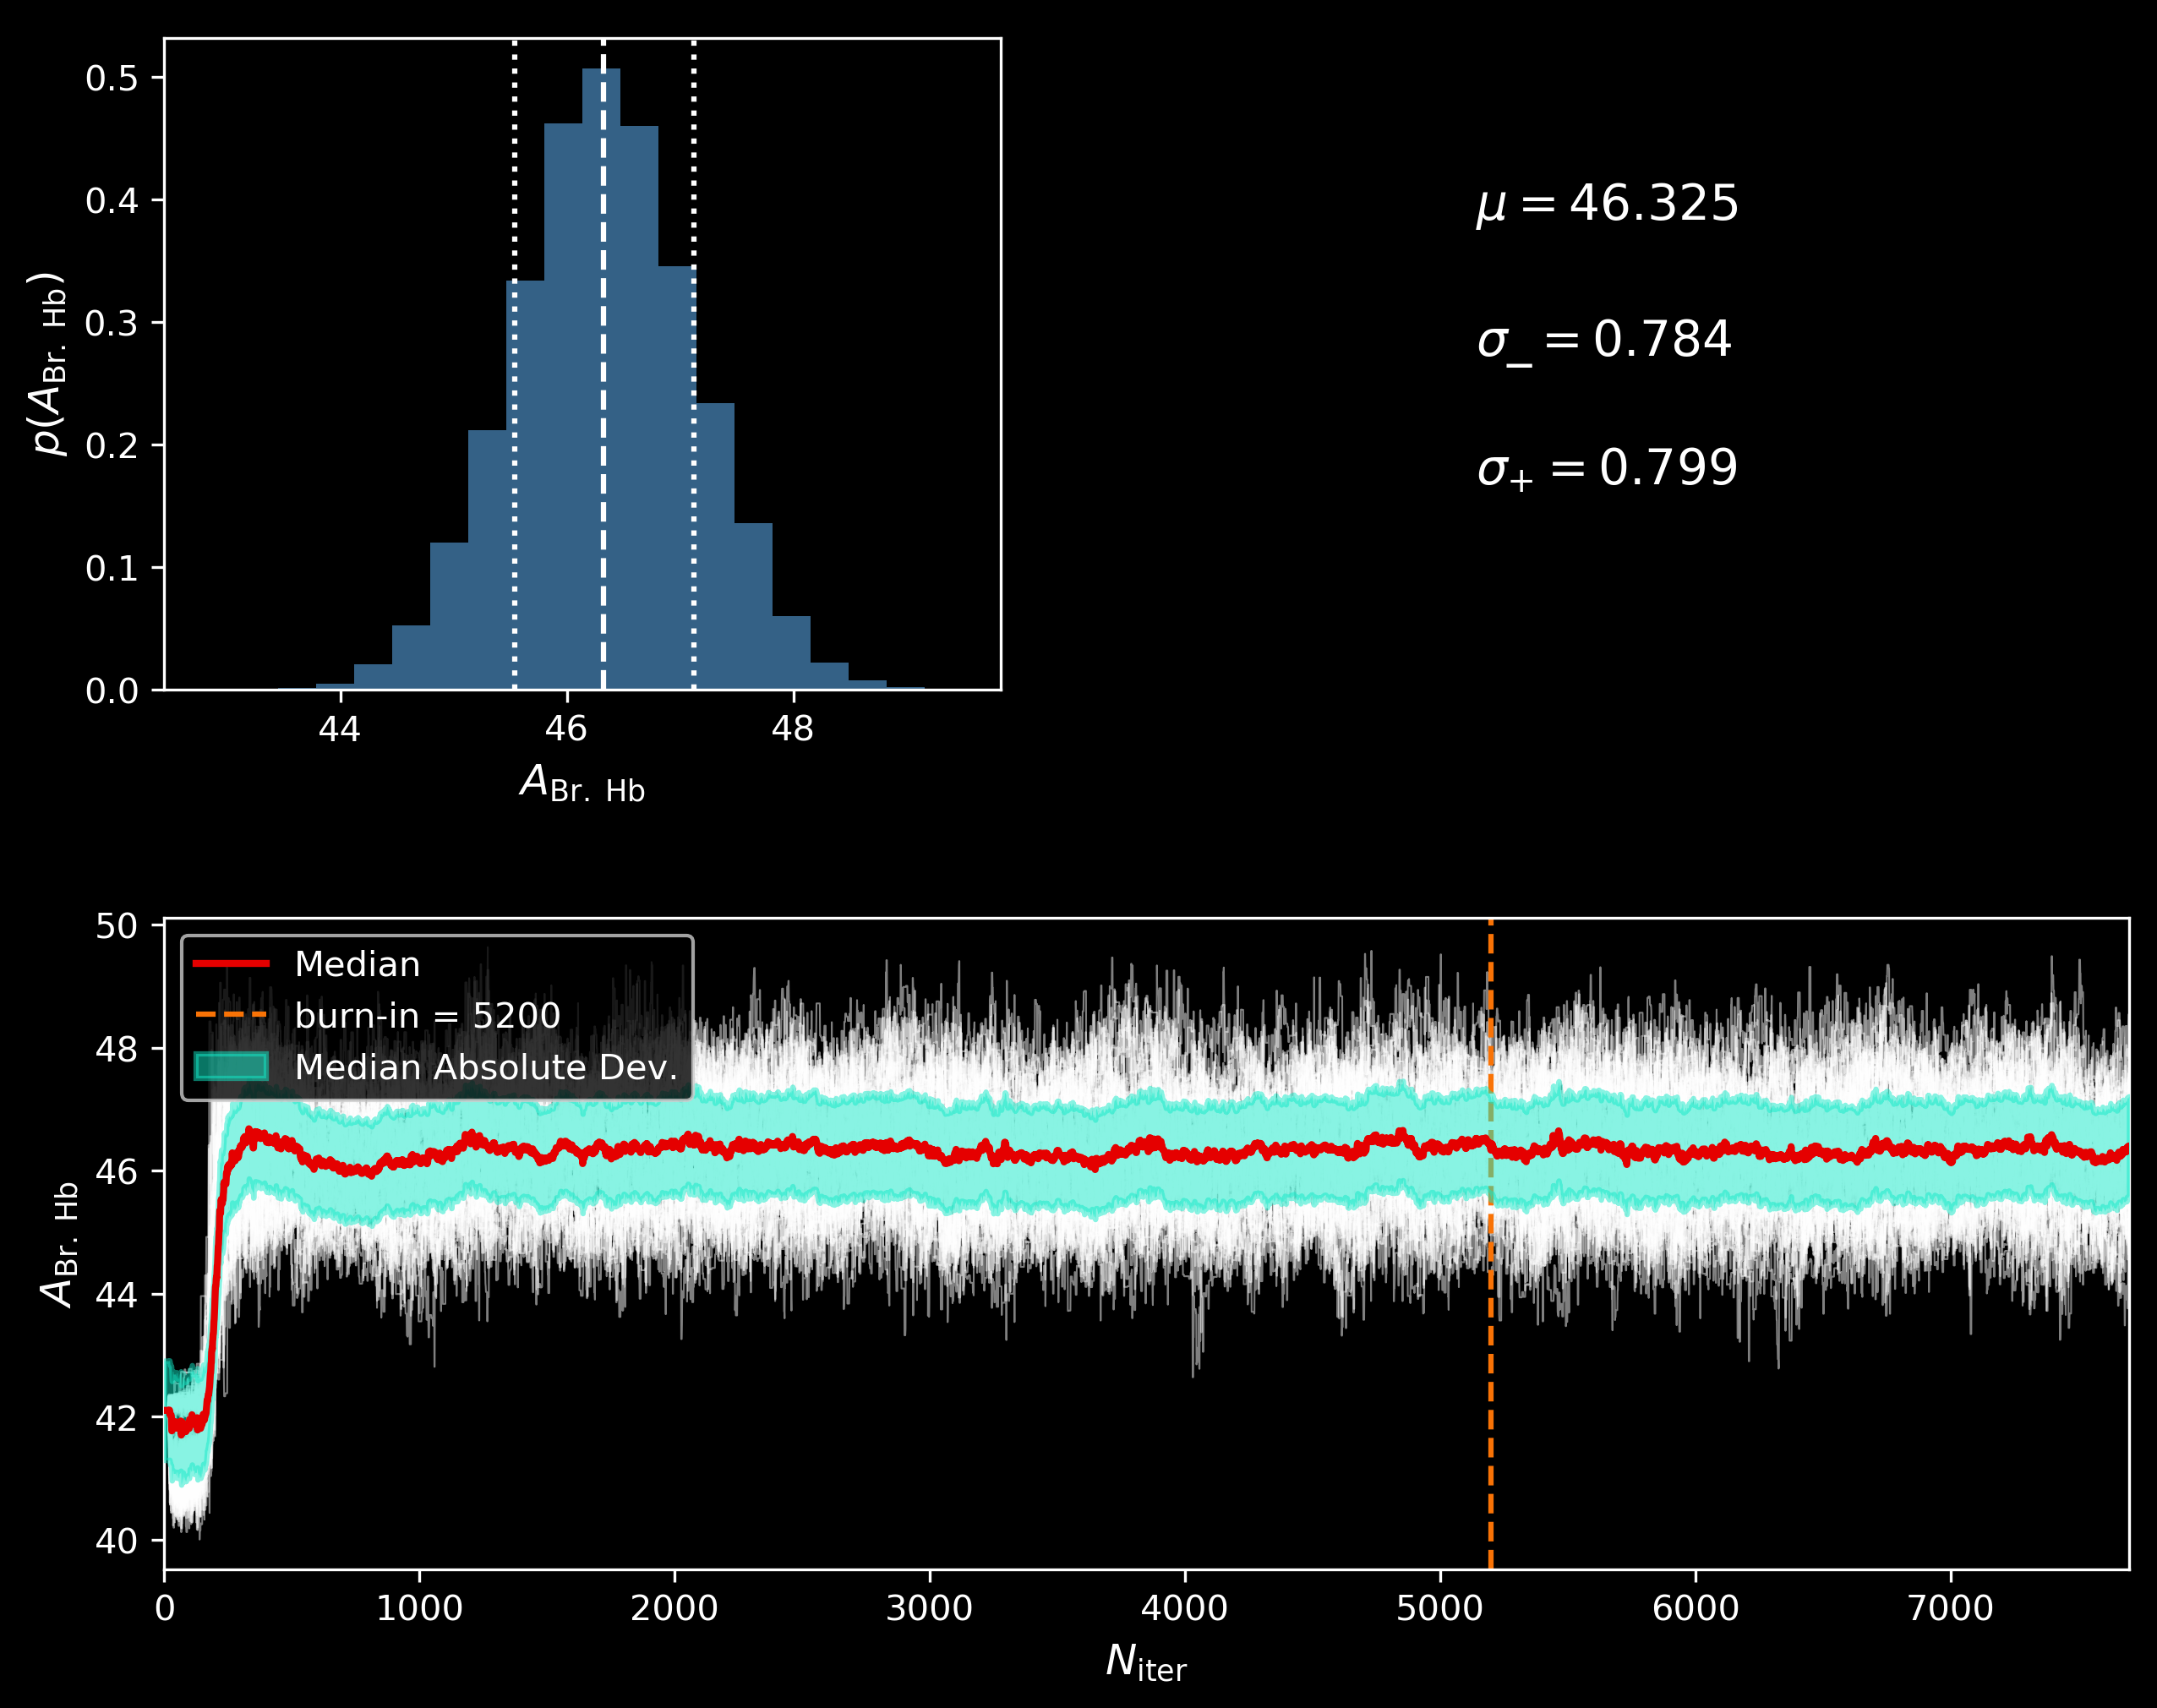 0.5
0.4
0.3
0.2
0.1
0.0
p(A_Br. Hb)
44 46 48
A_Br. Hb
μ = 46.325
σ_− = 0.784
σ_+ = 0.799
50
48
46
44
42
40
A_Br. Hb
Median
burn-in = 5200
Median Absolute Dev.
0 1000 2000 3000 4000 5000 6000 7000
N_iter